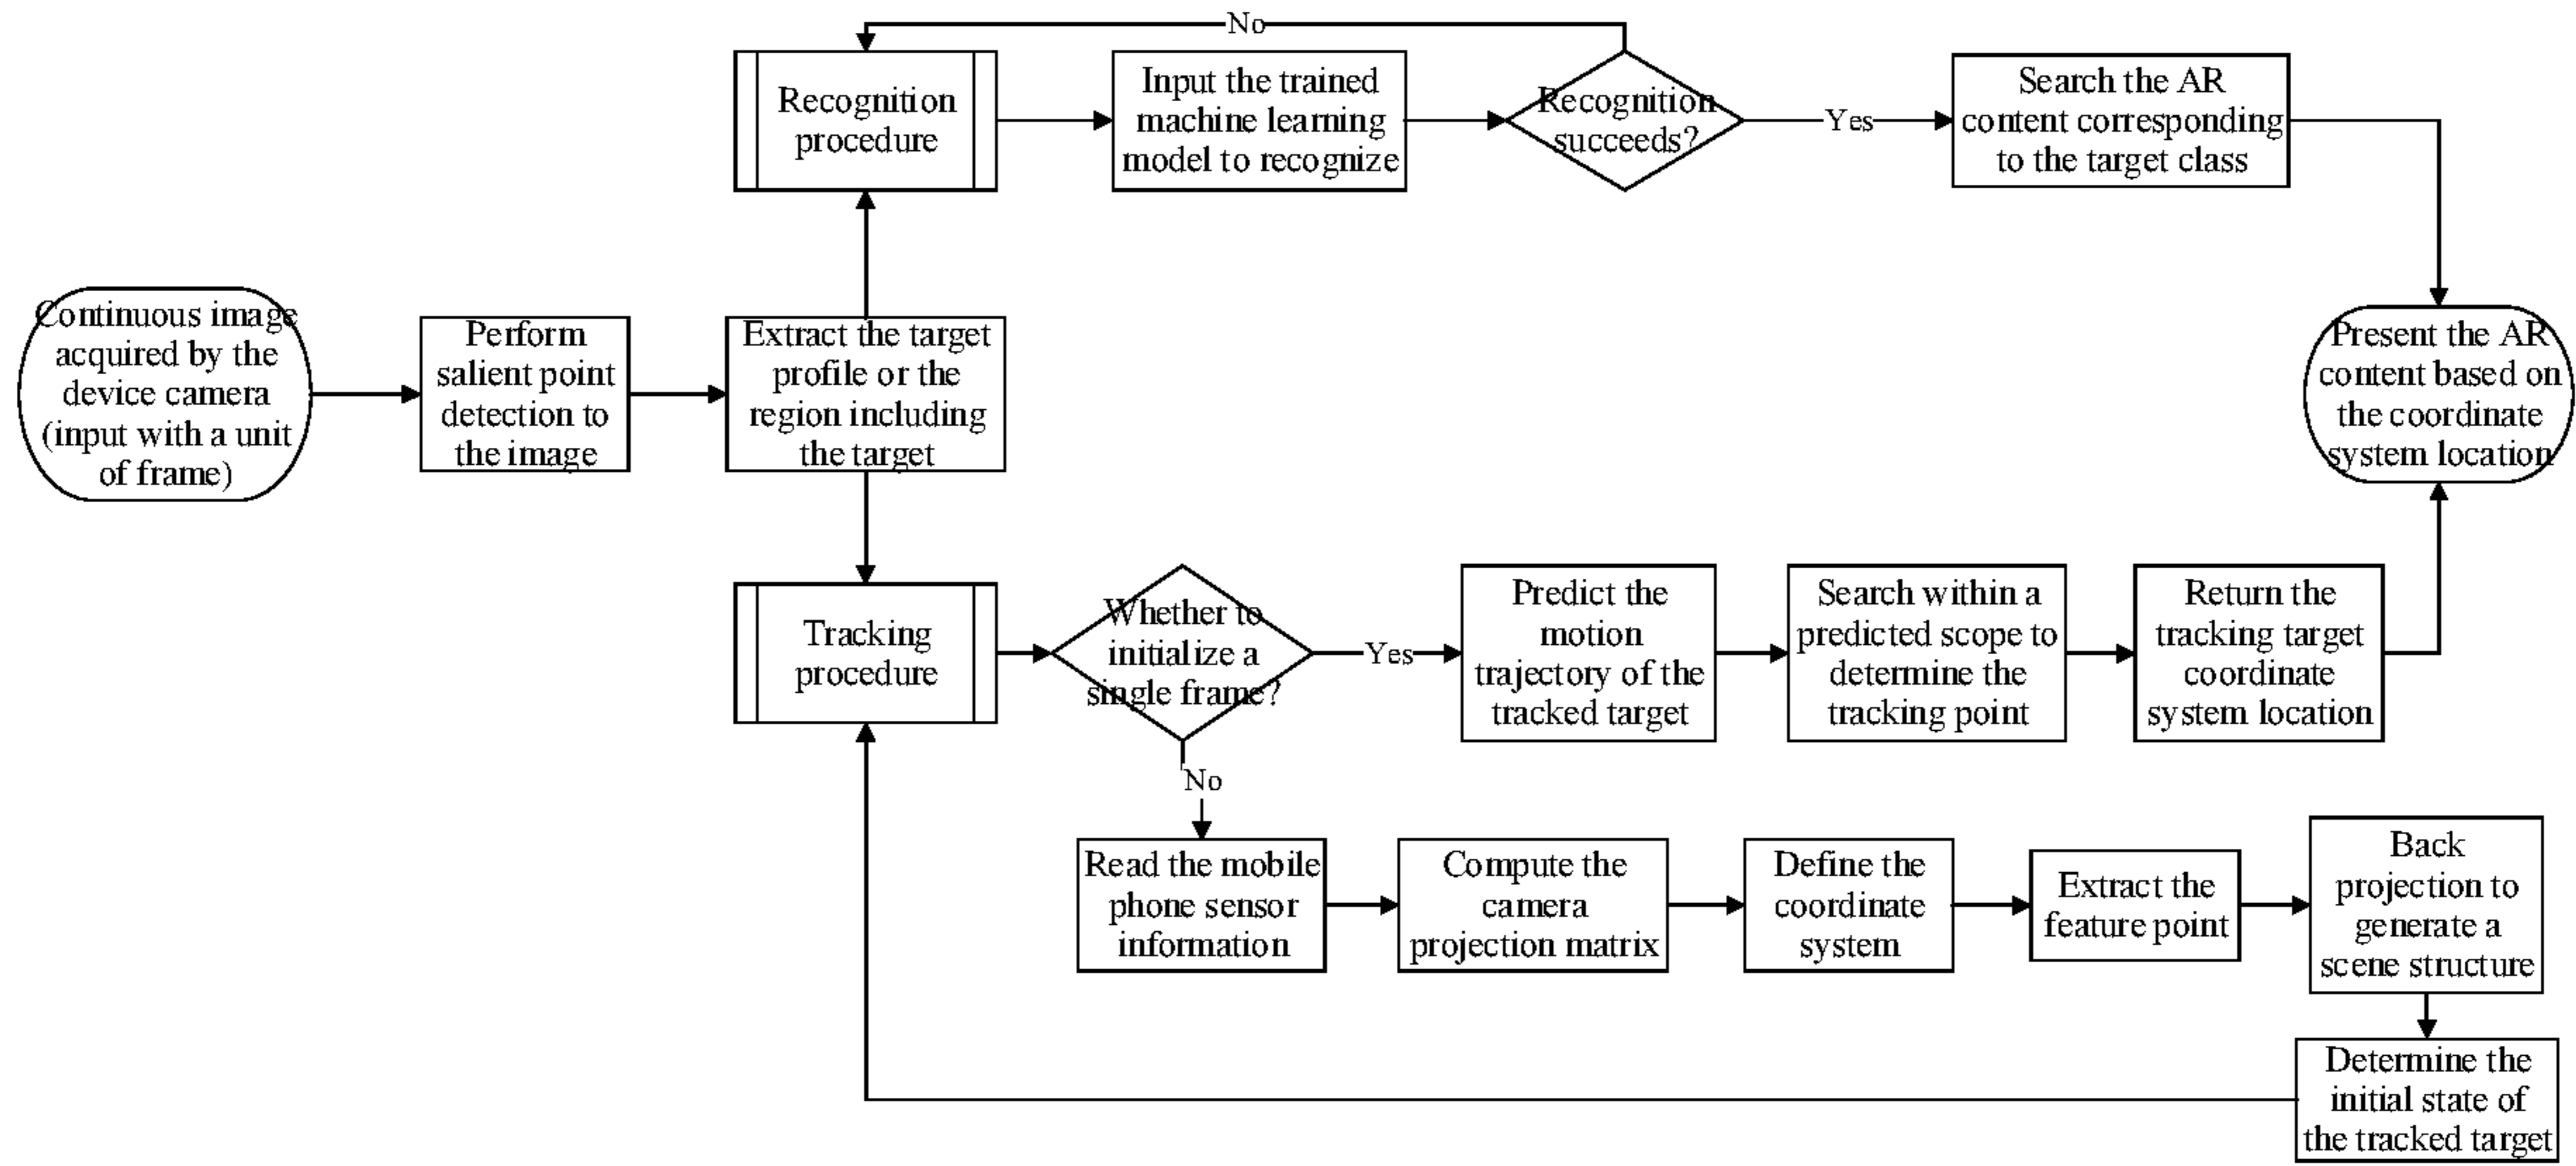 No
Recognition
procedure
Input the trained
machine learning
model to recognize
Recognition
succeeds?
Yes
Search the AR
content corresponding
to the target class
Continuous image
acquired by the
device camera
(input with a unit
of frame)
Perform
salient point
detection to
the image
Extract the target
profile or the
region including
the target
Present the AR
content based on
the coordinate
system location
Tracking
procedure
Whether to
initialize a
single frame?
Yes
Predict the
motion
trajectory of the
tracked target
Search within a
predicted scope to
determine the
tracking point
Return the
tracking target
coordinate
system location
No
Read the mobile
phone sensor
information
Compute the
camera
projection matrix
Define the
coordinate
system
Extract the
feature point
Back
projection to
generate a
scene structure
Determine the
initial state of
the tracked target